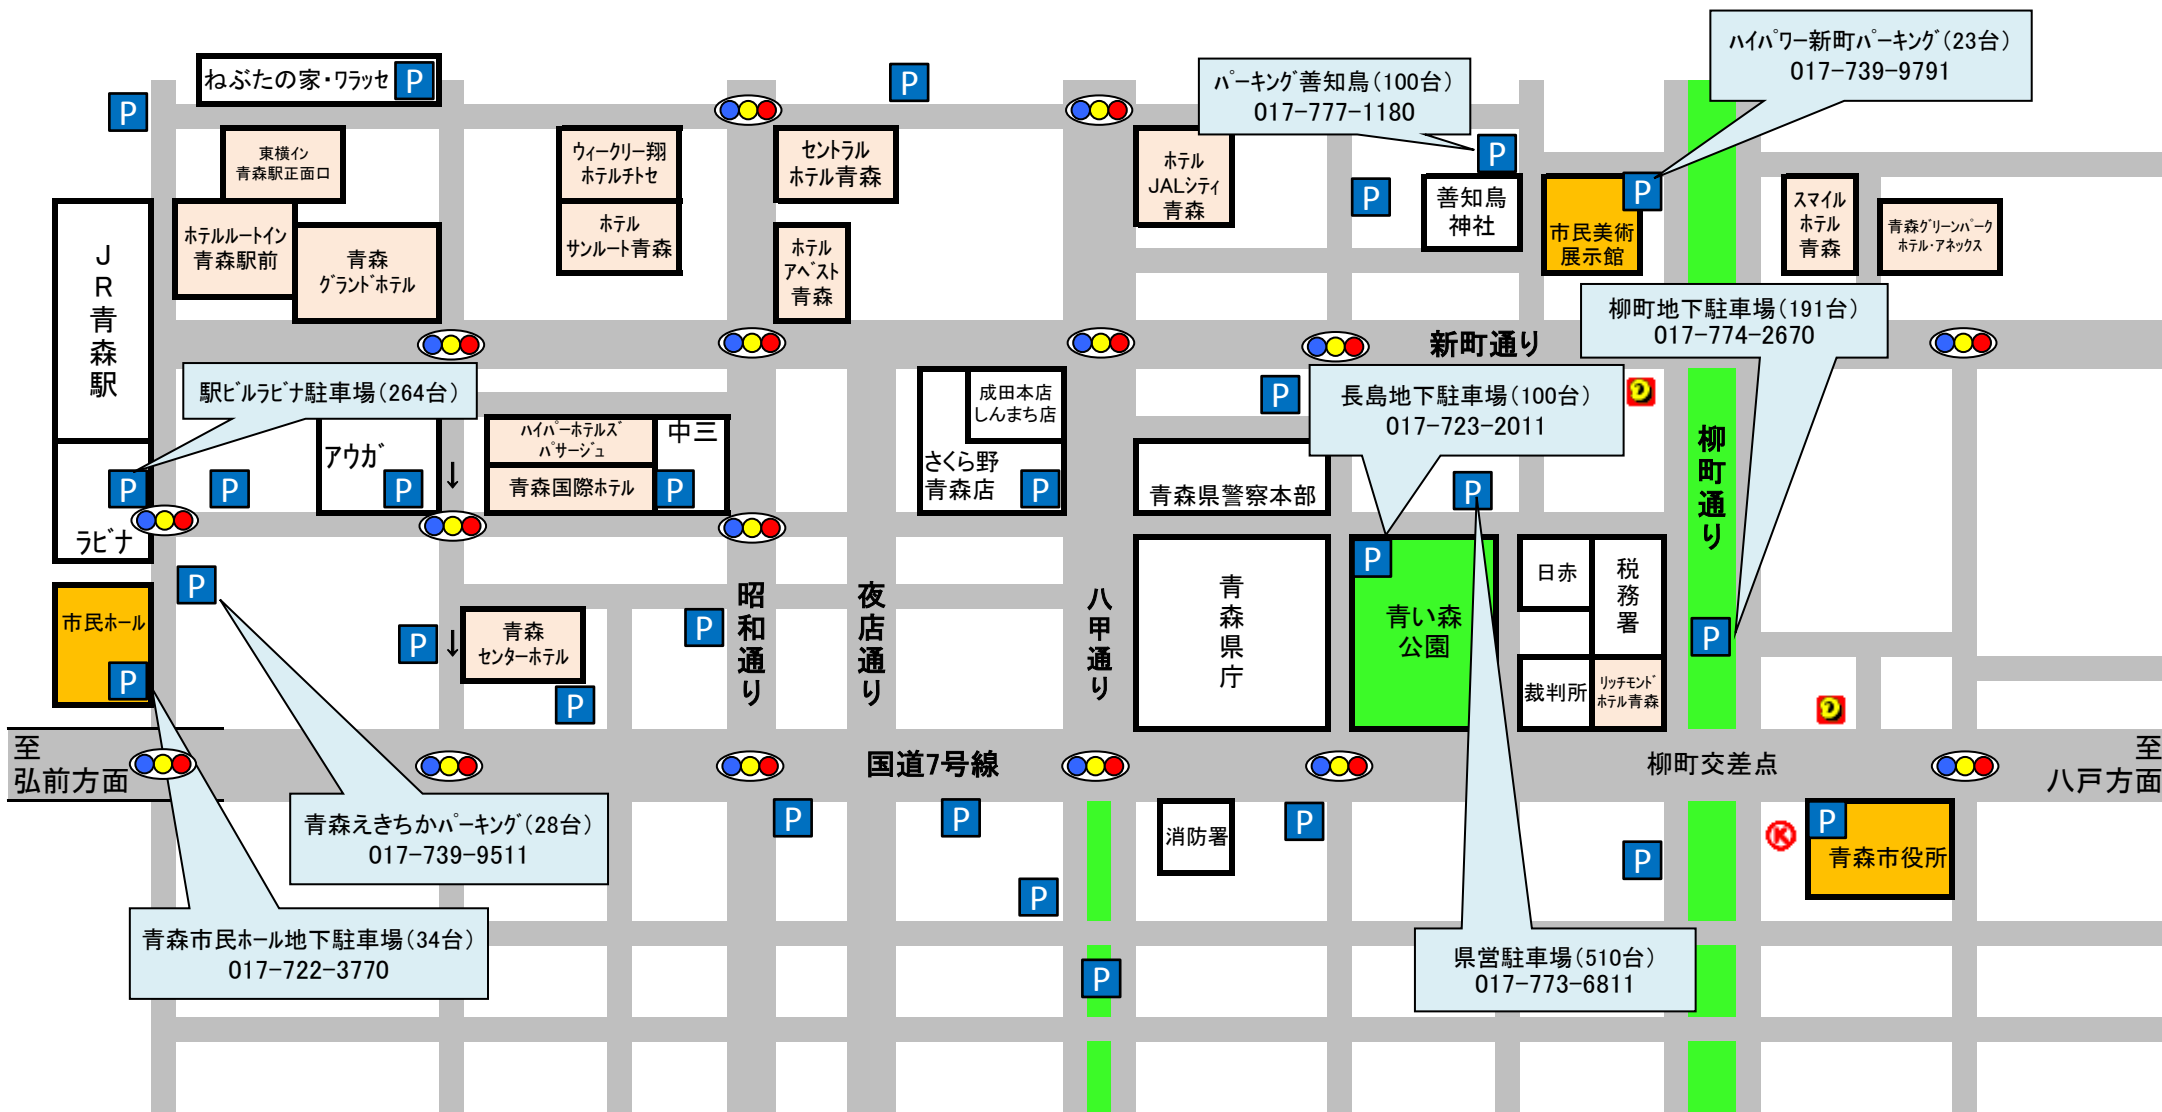 ハイパワー新町パーキング(23台)
017-739-9791
パーキング善知鳥(100台)
017-777-1180
ねぶたの家・ワラッセ
P
P
P
東横イン
青森駅正面口
ウィークリー翔
ホテルチトセ
セントラル
ホテル青森
ホテル
JALシティ
青森
P
P
善知鳥
神社
P
市民美術
展示館
スマイル
ホテル
青森
青森グリーンパーク
ホテル・アネックス
JR青森駅
ホテルルートイン
青森駅前
青森
グランドホテル
ホテル
サンルート青森
ホテル
アベスト
青森
柳町地下駐車場(191台)
017-774-2670
新町通り
駅ビルラビナ駐車場(264台)
成田本店
しんまち店
P
長島地下駐車場(100台)
017-723-2011
アウガ
P
P
P
ラビナ
↓
ハイパーホテルズ
パサージュ
青森国際ホテル
中三
P
さくら野
青森店
P
青森県警察本部
P
柳町通り
市民ホール
P
P
P
↓
青森
センターホテル
P
P
昭和通り
夜店通り
八甲通り
青森県庁
P
青い森
公園
日赤
税務署
裁判所
リッチモンド
ホテル青森
P
至
弘前方面
国道7号線
柳町交差点
至
八戸方面
青森えきちかパーキング(28台)
017-739-9511
P
P
消防署
P
P
K
P
青森市役所
P
青森市民ホール地下駐車場(34台)
017-722-3770
P
県営駐車場(510台)
017-773-6811